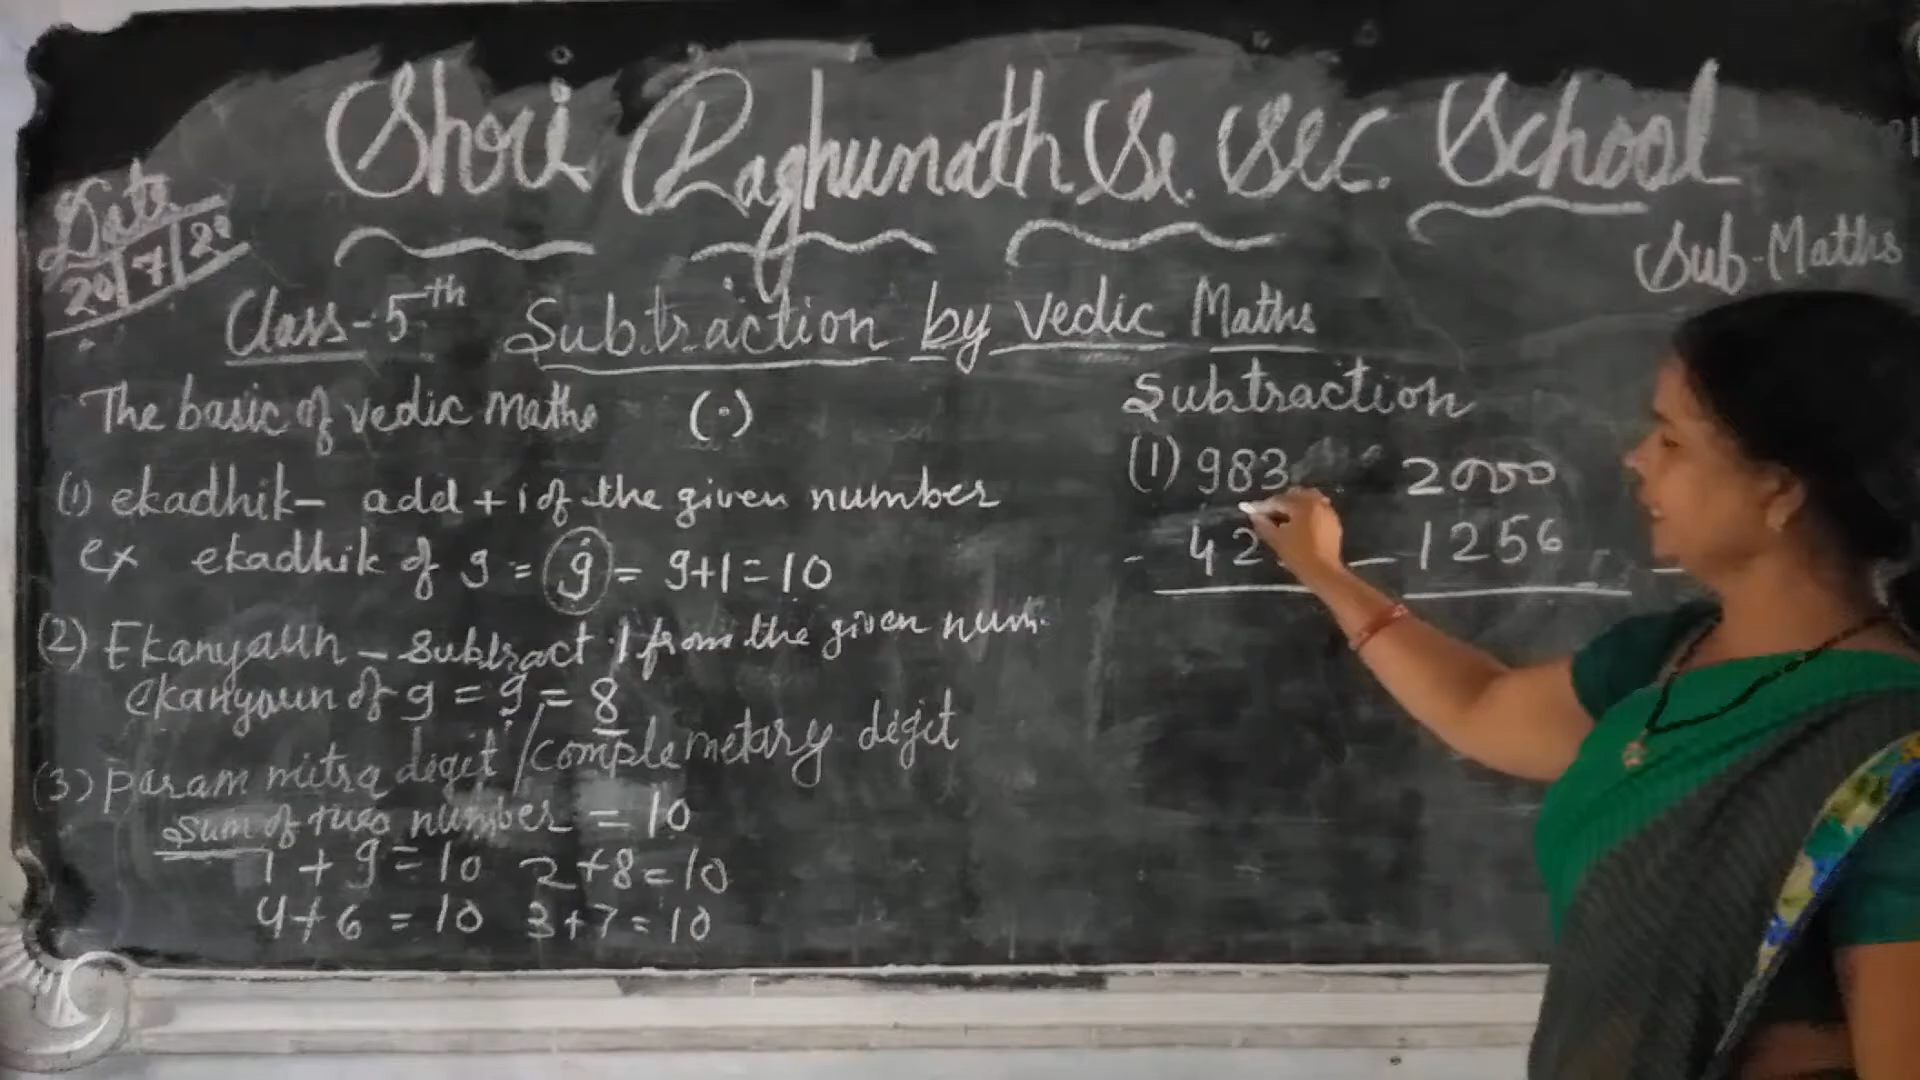 Shri Raghunath Sr. Sec. School
Date
20/7/20
Sub-Maths
Class-5th Subtraction by vedic Maths
The basic of vedic maths (·)
(1) ekadhik- add +1 of the given number
ex ekadhik of 9 = 9̇ = 9+1=10
(2) Ekanyaun - subtract 1 from the given num.
ekanyaun of 9 = 9̣ = 8
(3) Param mitra digit / complemetary digit
Sum of two number = 10
1 + 9 = 10 2+8=10
4+6 = 10 3+7=10
Subtraction
(1) 983 2000
- 42 - 1256